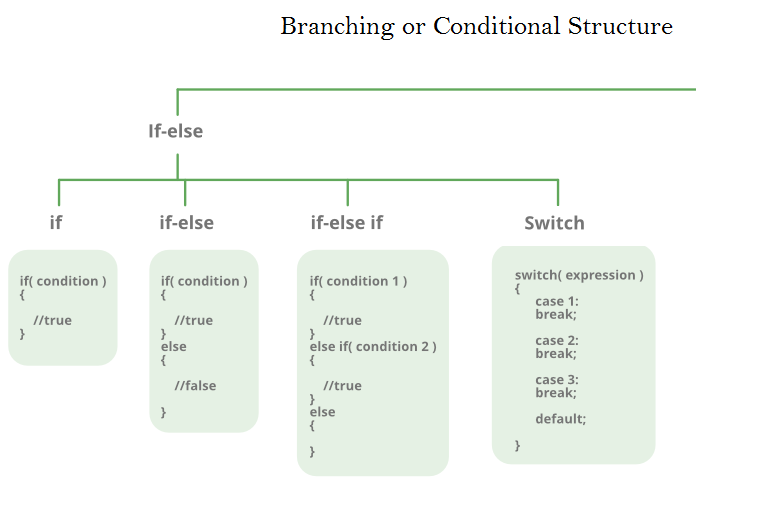 Branching or Conditional Structure
If-else
if
if-else
if-else if
Switch
if( condition )
{
//true
}
if( condition )
{
//true
}
else
{
//false
}
if( condition 1 )
{
//true
}
else if( condition 2 )
{
//true
}
else
{
}
switch( expression )
{
case 1:
break;
case 2:
break;
case 3:
break;
default;
}